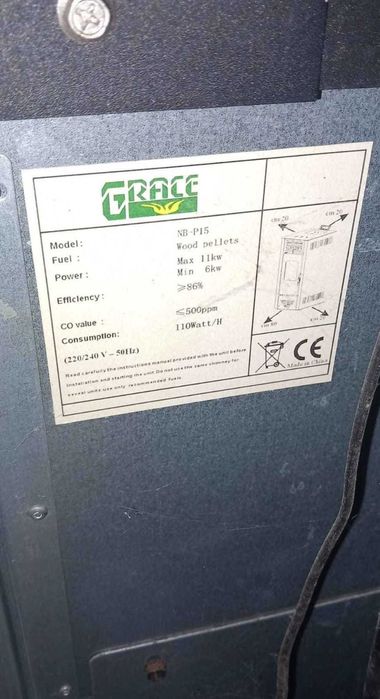 GRACE
Model: NB-P15
Fuel : Wood pellets
Power: Max 11kw
Min 6kw
Efficiency: ≥86%
CO value : ≤500ppm
Consumption: 110Watt/H
(220/240 V~50Hz)
Read carefully the instructions manual provided with the unit before
installation and starting the unit Do not use the same chimney for
several units use only recommended fuels.
cm 20
cm 20
cm 80
CE
Made in China